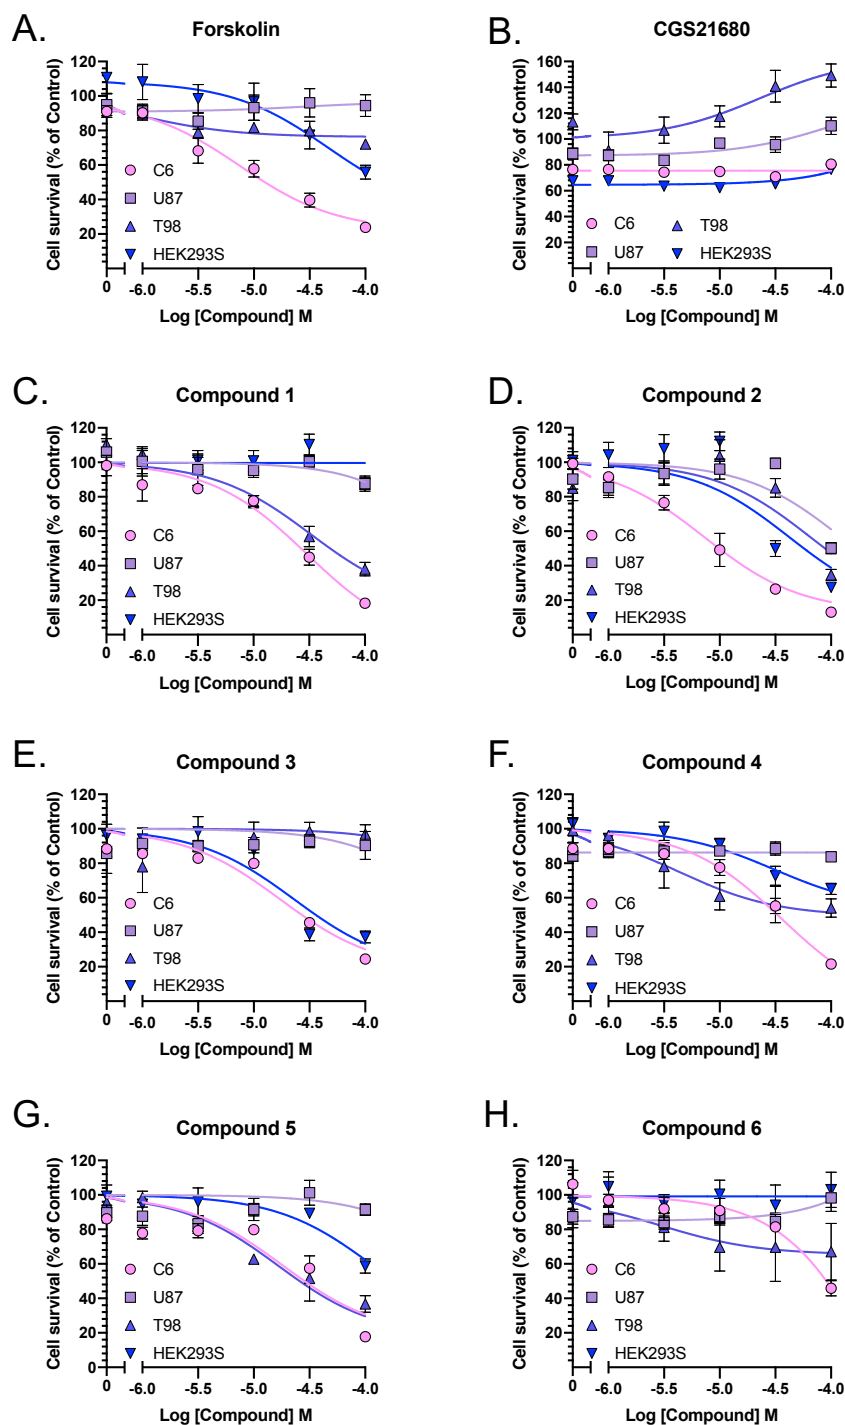 A.
Forskolin
Cell survival (% of Control)
120
100
80
60
40
20
C6
U87
T98
HEK293S
0 -6.0 -5.5 -5.0 -4.5 -4.0
Log [Compound] M
B.
CGS21680
Cell survival (% of Control)
160
140
120
100
80
60
40
20
C6 T98
U87 HEK293S
0 -6.0 -5.5 -5.0 -4.5 -4.0
Log [Compound] M
C.
Compound 1
Cell survival (% of Control)
120
100
80
60
40
20
C6
U87
T98
HEK293S
0 -6.0 -5.5 -5.0 -4.5 -4.0
Log [Compound] M
D.
Compound 2
Cell survival (% of Control)
120
100
80
60
40
20
C6
U87
T98
HEK293S
0 -6.0 -5.5 -5.0 -4.5 -4.0
Log [Compound] M
E.
Compound 3
Cell survival (% of Control)
120
100
80
60
40
20
C6
U87
T98
HEK293S
0 -6.0 -5.5 -5.0 -4.5 -4.0
Log [Compound] M
F.
Compound 4
Cell survival (% of Control)
120
100
80
60
40
20
C6
U87
T98
HEK293S
0 -6.0 -5.5 -5.0 -4.5 -4.0
Log [Compound] M
G.
Compound 5
Cell survival (% of Control)
120
100
80
60
40
20
0
C6
U87
T98
HEK293S
0 -6.0 -5.5 -5.0 -4.5 -4.0
Log [Compound] M
H.
Compound 6
Cell survival (% of Control)
120
100
80
60
40
20
C6
U87
T98
HEK293S
0 -6.0 -5.5 -5.0 -4.5 -4.0
Log [Compound] M